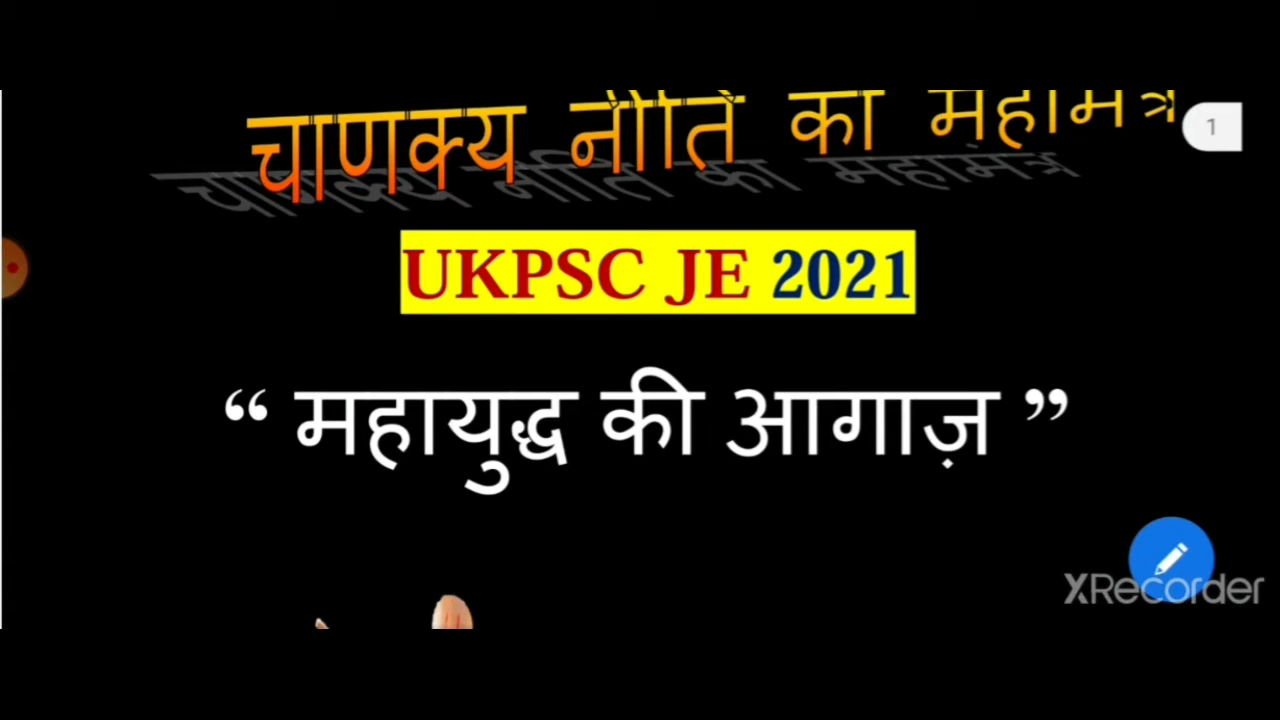 चाणक्य नीति का महामंत्र
1
UKPSC JE 2021
“ महायुद्ध की आगाज़ ”
XRecorder